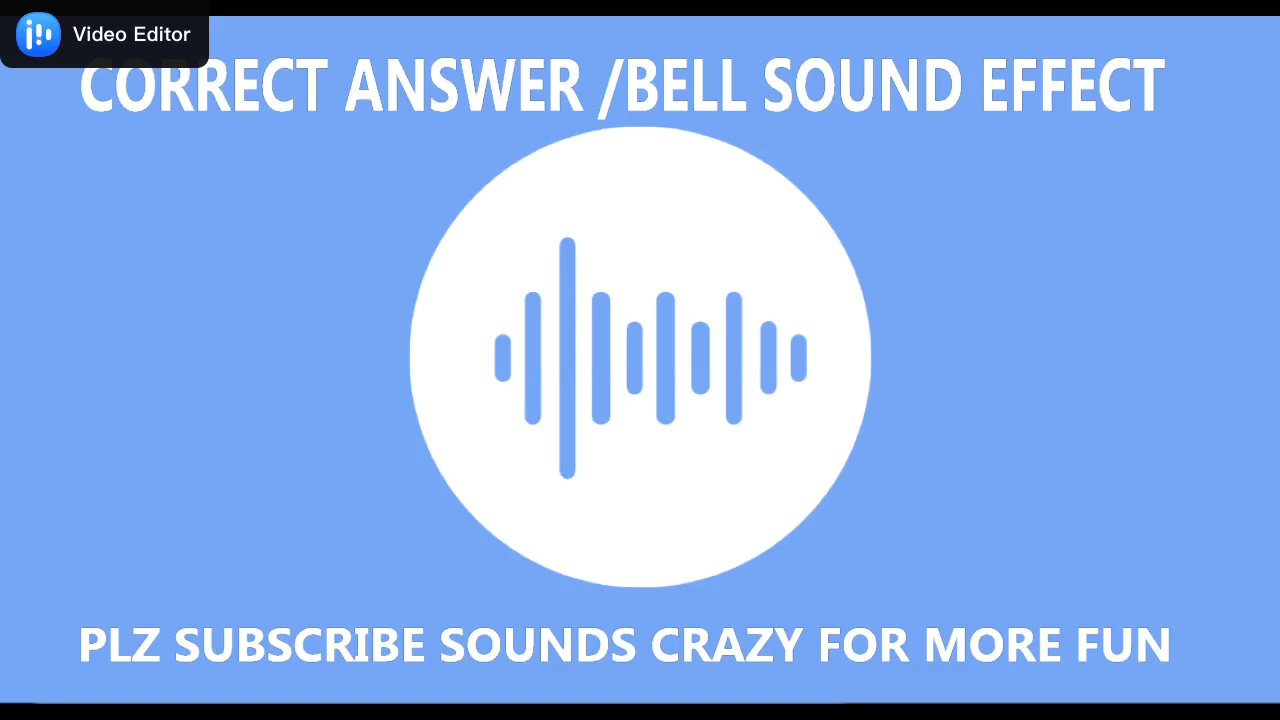 Video Editor
CORRECT ANSWER /BELL SOUND EFFECT
PLZ SUBSCRIBE SOUNDS CRAZY FOR MORE FUN